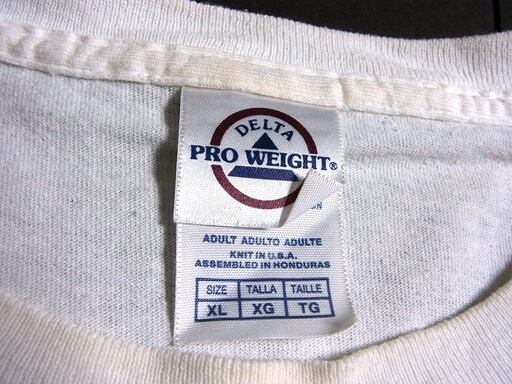 DELTA
PRO WEIGHT®
ADULT ADULTO ADULTE
KNIT IN U.S.A.
ASSEMBLED IN HONDURAS
SIZE TALLA TAILLE
XL XG TG